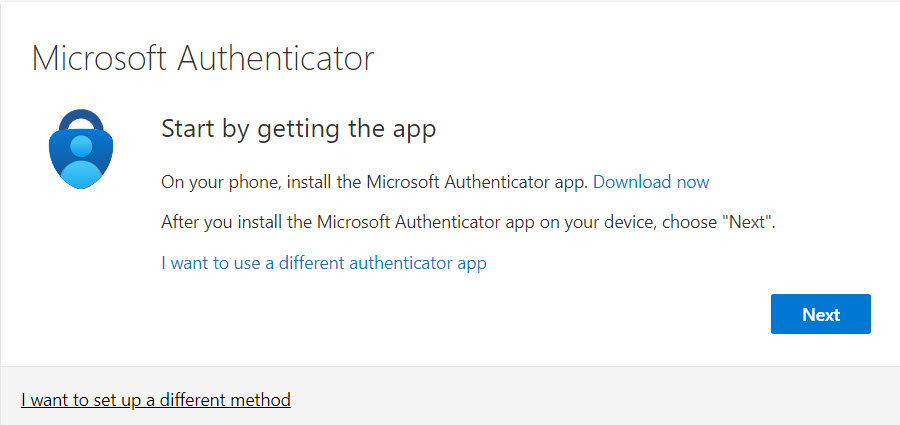 Microsoft Authenticator
Start by getting the app
On your phone, install the Microsoft Authenticator app. Download now
After you install the Microsoft Authenticator app on your device, choose "Next".
I want to use a different authenticator app
Next
I want to set up a different method